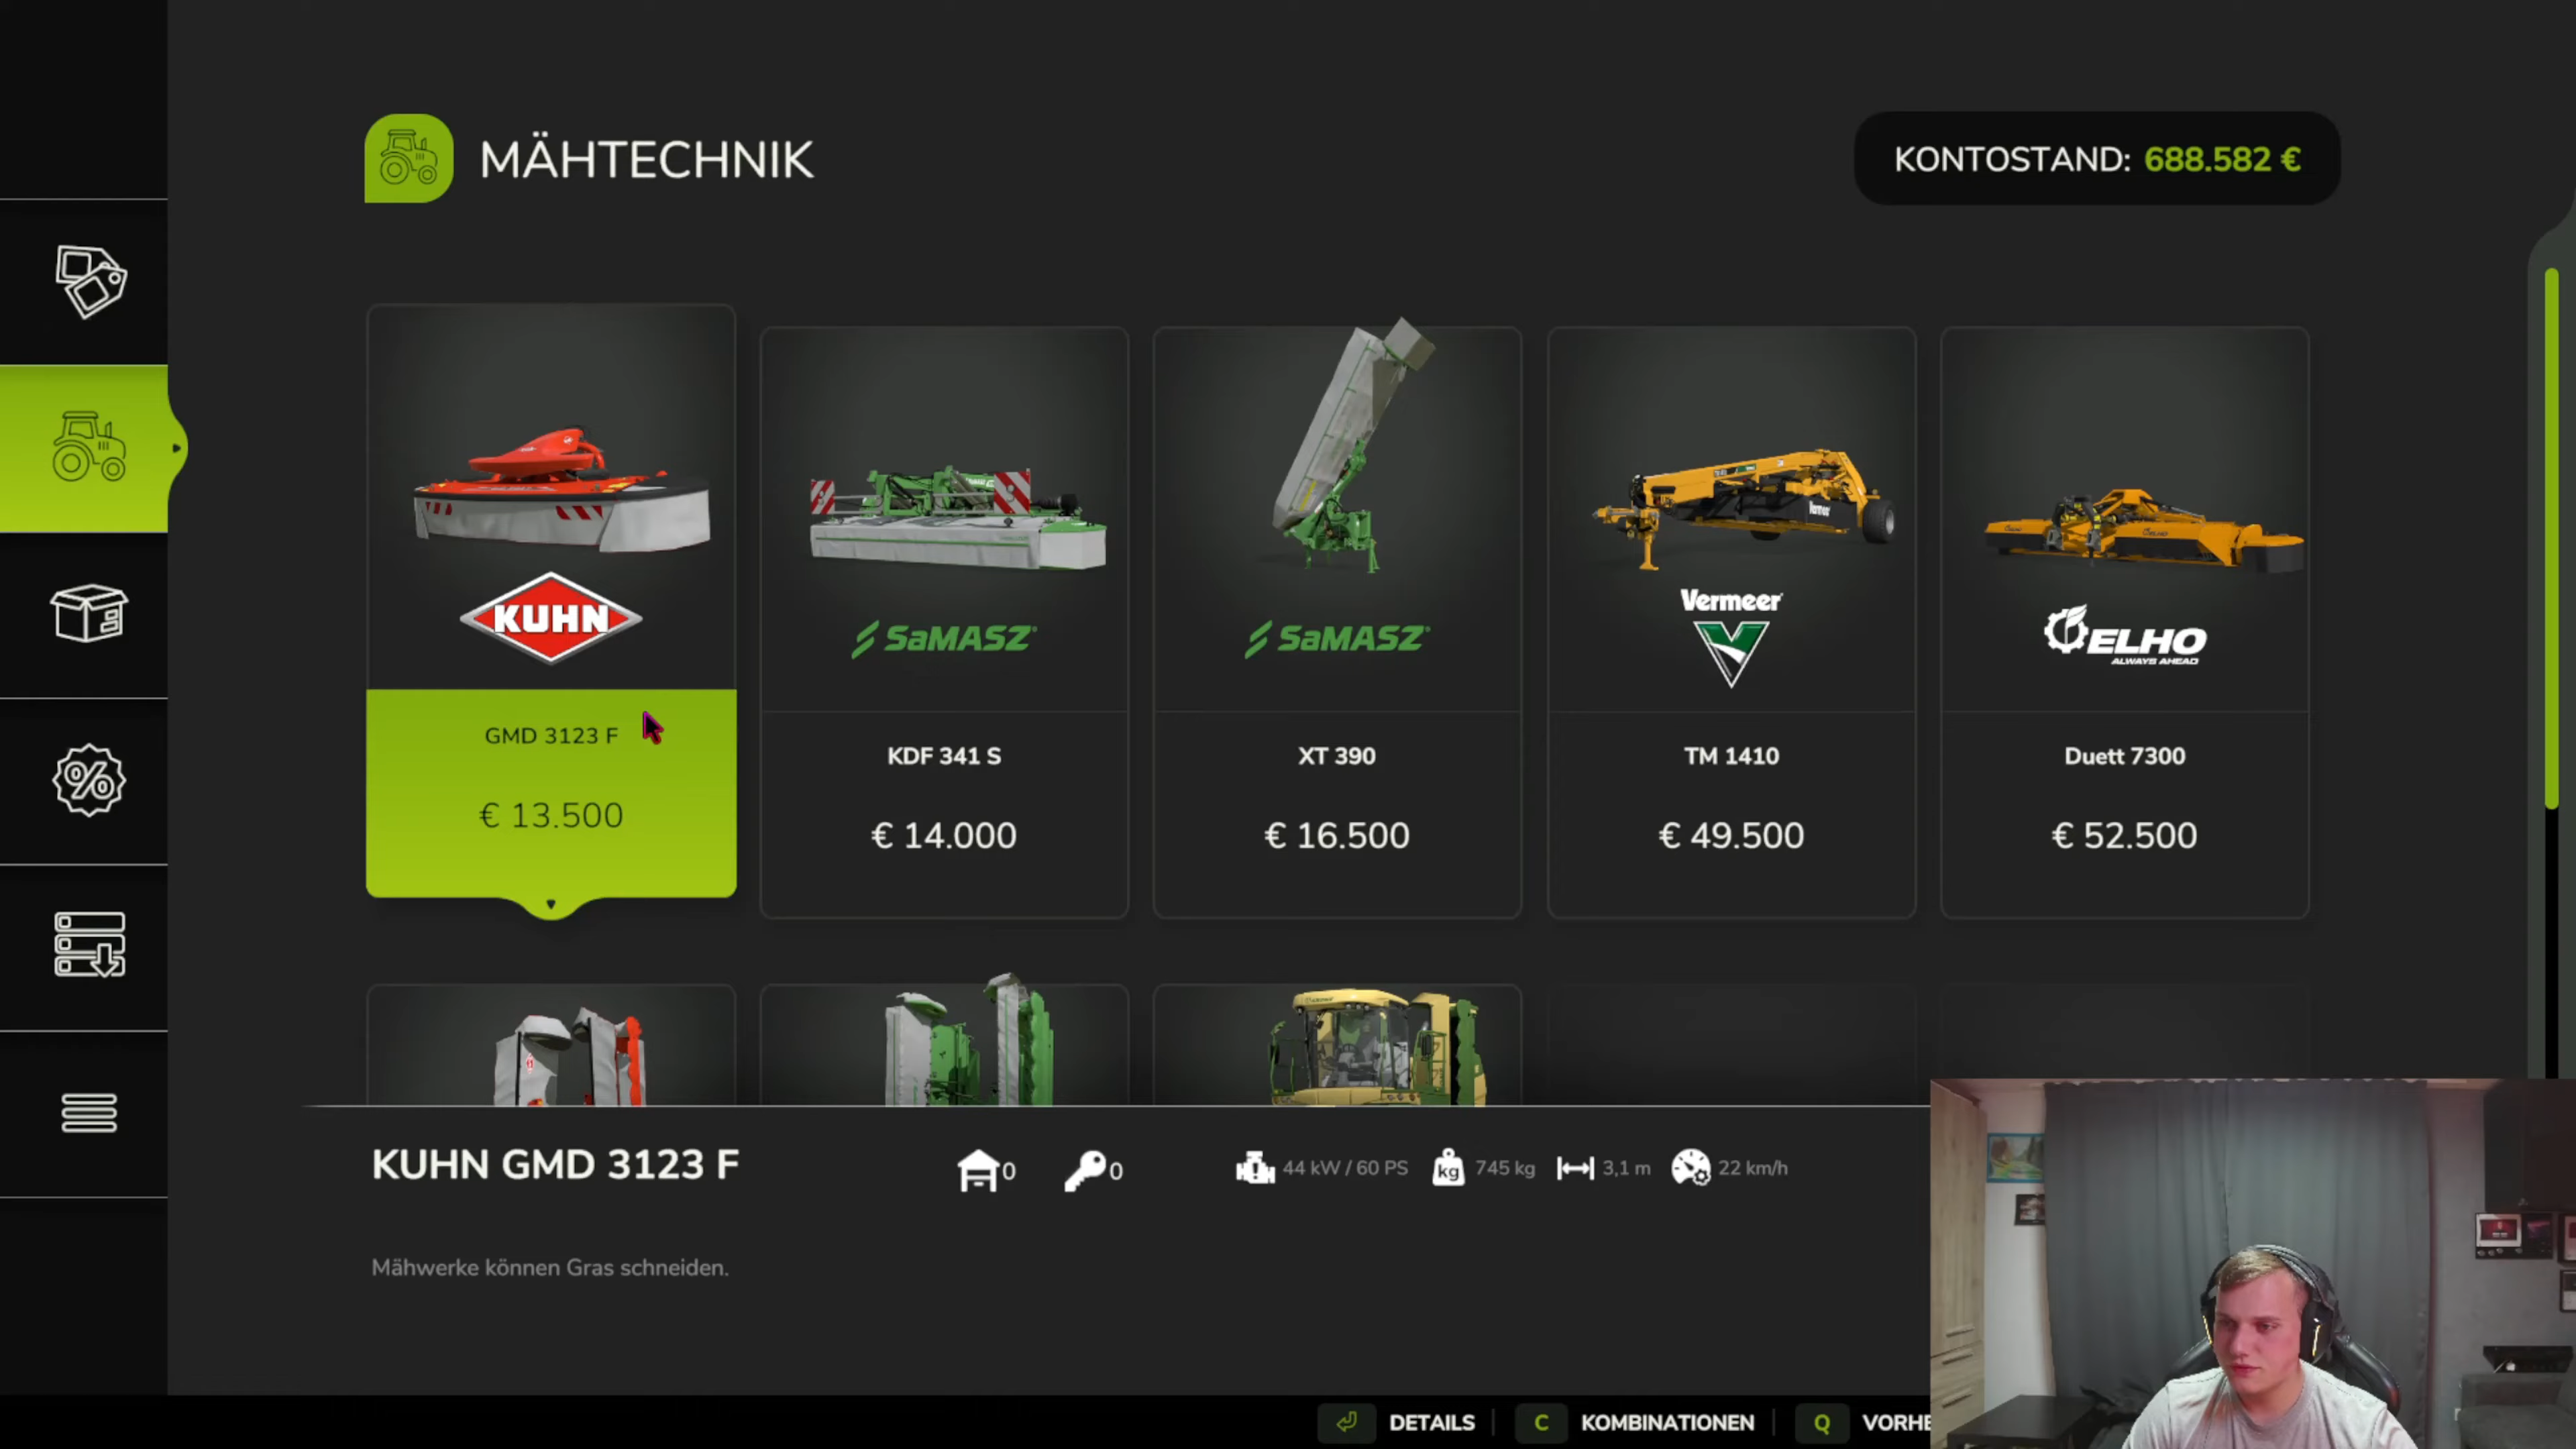 MÄHTECHNIK
KONTOSTAND: 688.582 €
KUHN
SaMASZ
SaMASZ
Vermeer
ELHO
ALWAYS AHEAD
GMD 3123 F
KDF 341 S
XT 390
TM 1410
Duett 7300
€ 13.500
€ 14.000
€ 16.500
€ 49.500
€ 52.500
KUHN GMD 3123 F
0
0
44 kW / 60 PS
kg 745 kg
3,1 m
22 km/h
Mähwerke können Gras schneiden.
DETAILS
C KOMBINATIONEN
Q VORHE